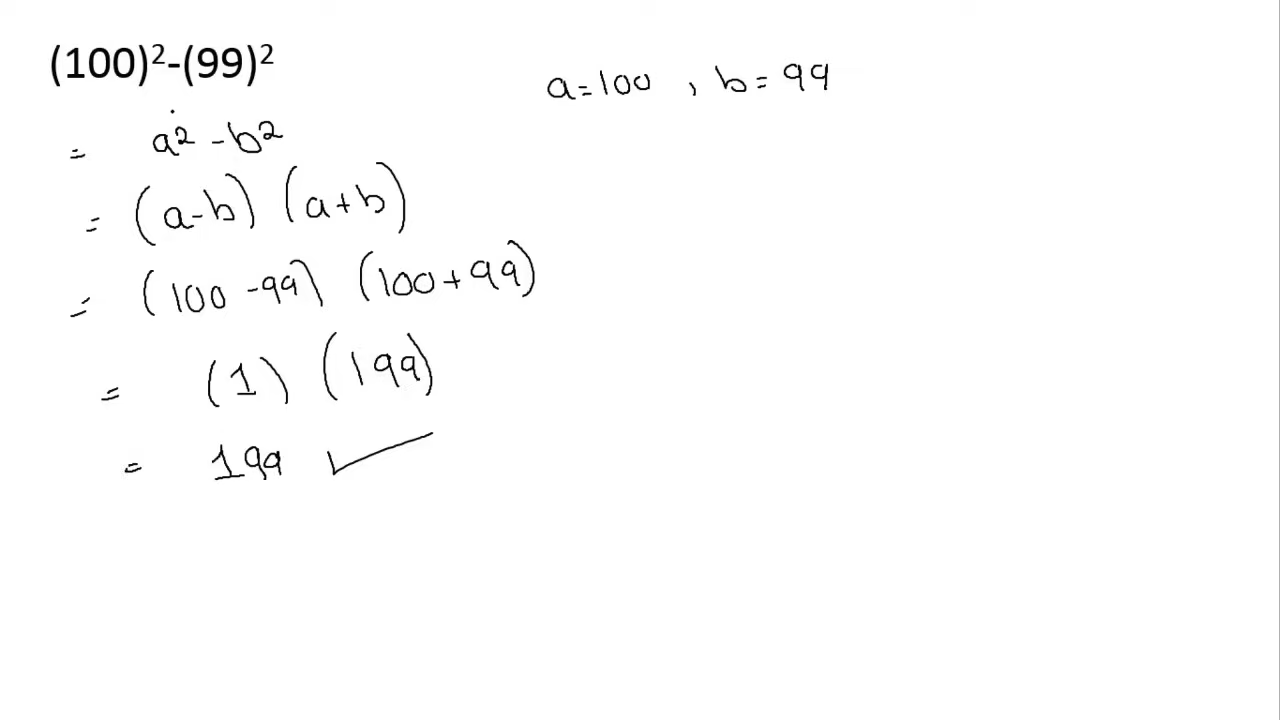 (100)²-(99)²
a=100 , b=99
= a² - b²
= (a-b) (a+b)
= (100-99) (100+99)
= (1) (199)
= 199 ✓